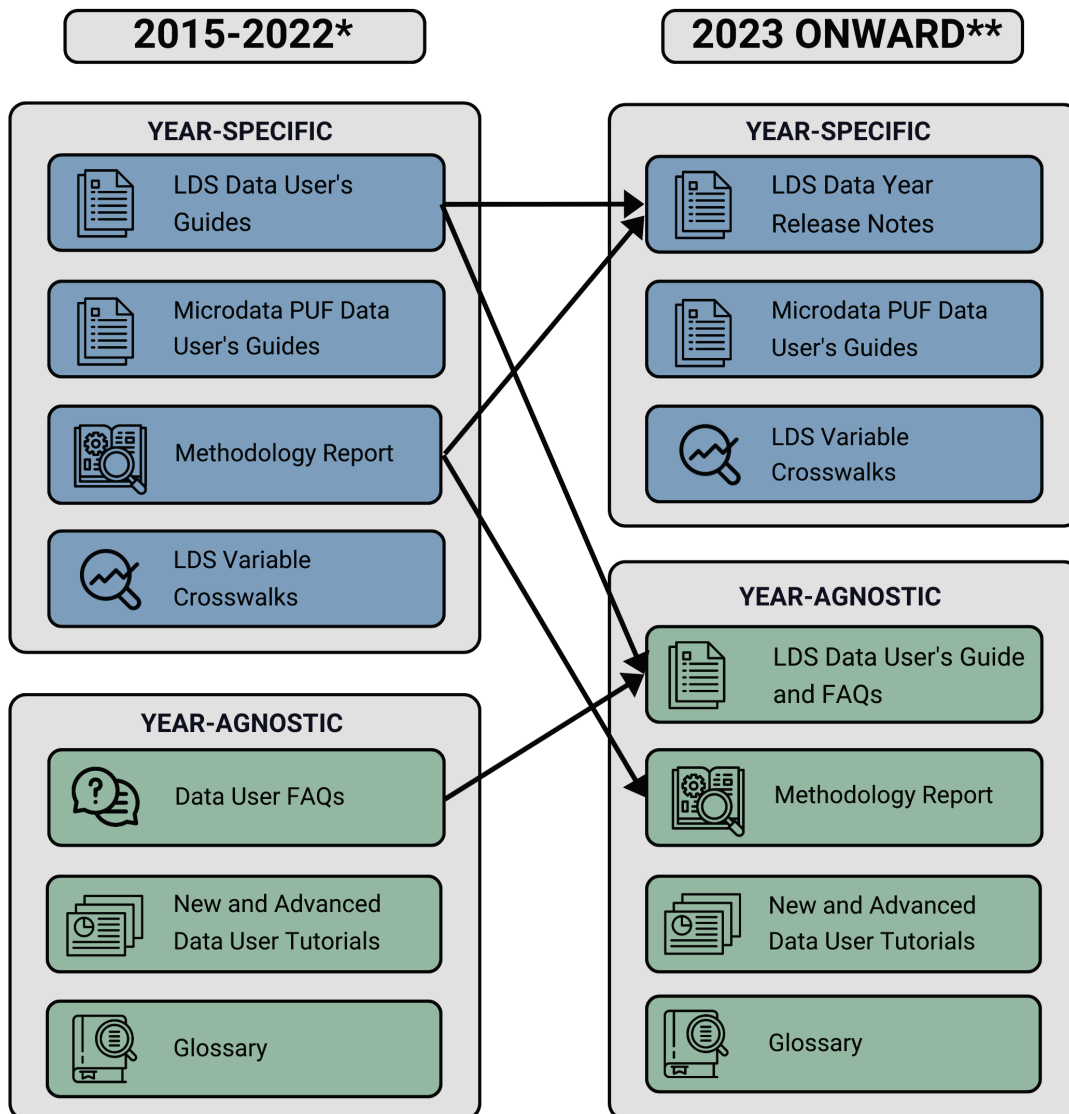 2015-2022*
YEAR-SPECIFIC
LDS Data User's
Guides
Microdata PUF Data
User's Guides
Methodology Report
LDS Variable
Crosswalks
YEAR-AGNOSTIC
?
Data User FAQs
New and Advanced
Data User Tutorials
Glossary
2023 ONWARD**
YEAR-SPECIFIC
LDS Data Year
Release Notes
Microdata PUF Data
User's Guides
LDS Variable
Crosswalks
YEAR-AGNOSTIC
LDS Data User's Guide
and FAQs
Methodology Report
New and Advanced
Data User Tutorials
Glossary